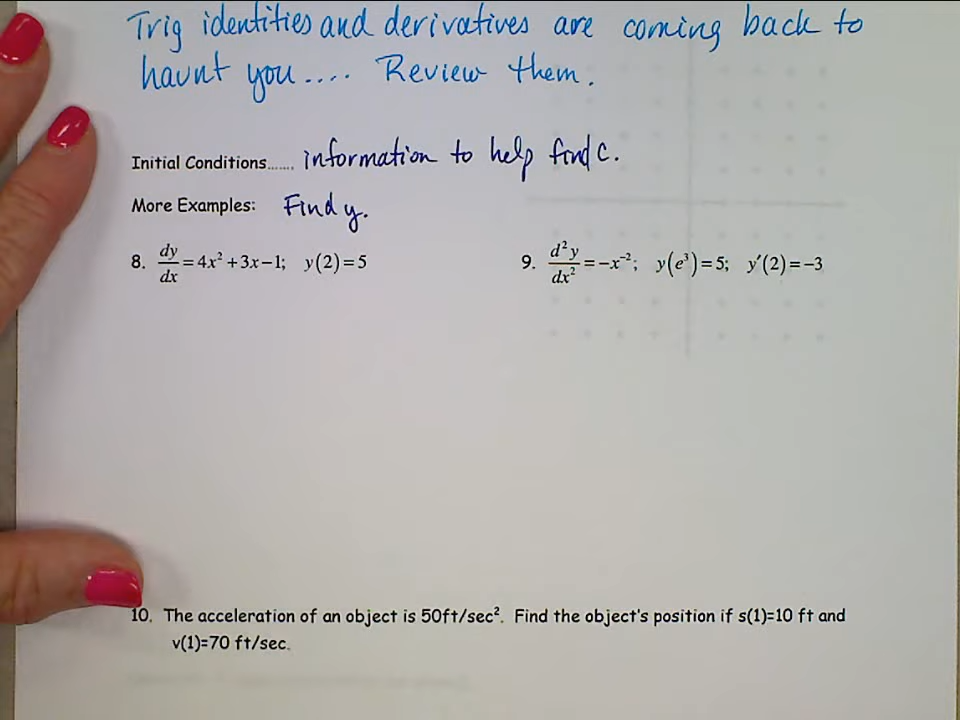 Trig identities and derivatives are coming back to
haunt you.... Review them.
Initial Conditions....... information to help find C.
More Examples: Find y.
8. dy/dx = 4x² + 3x − 1; y(2) = 5
9. d²y/dx² = −x⁻²; y(e³) = 5; y′(2) = −3
10. The acceleration of an object is 50ft/sec². Find the object's position if s(1)=10 ft and
v(1)=70 ft/sec.